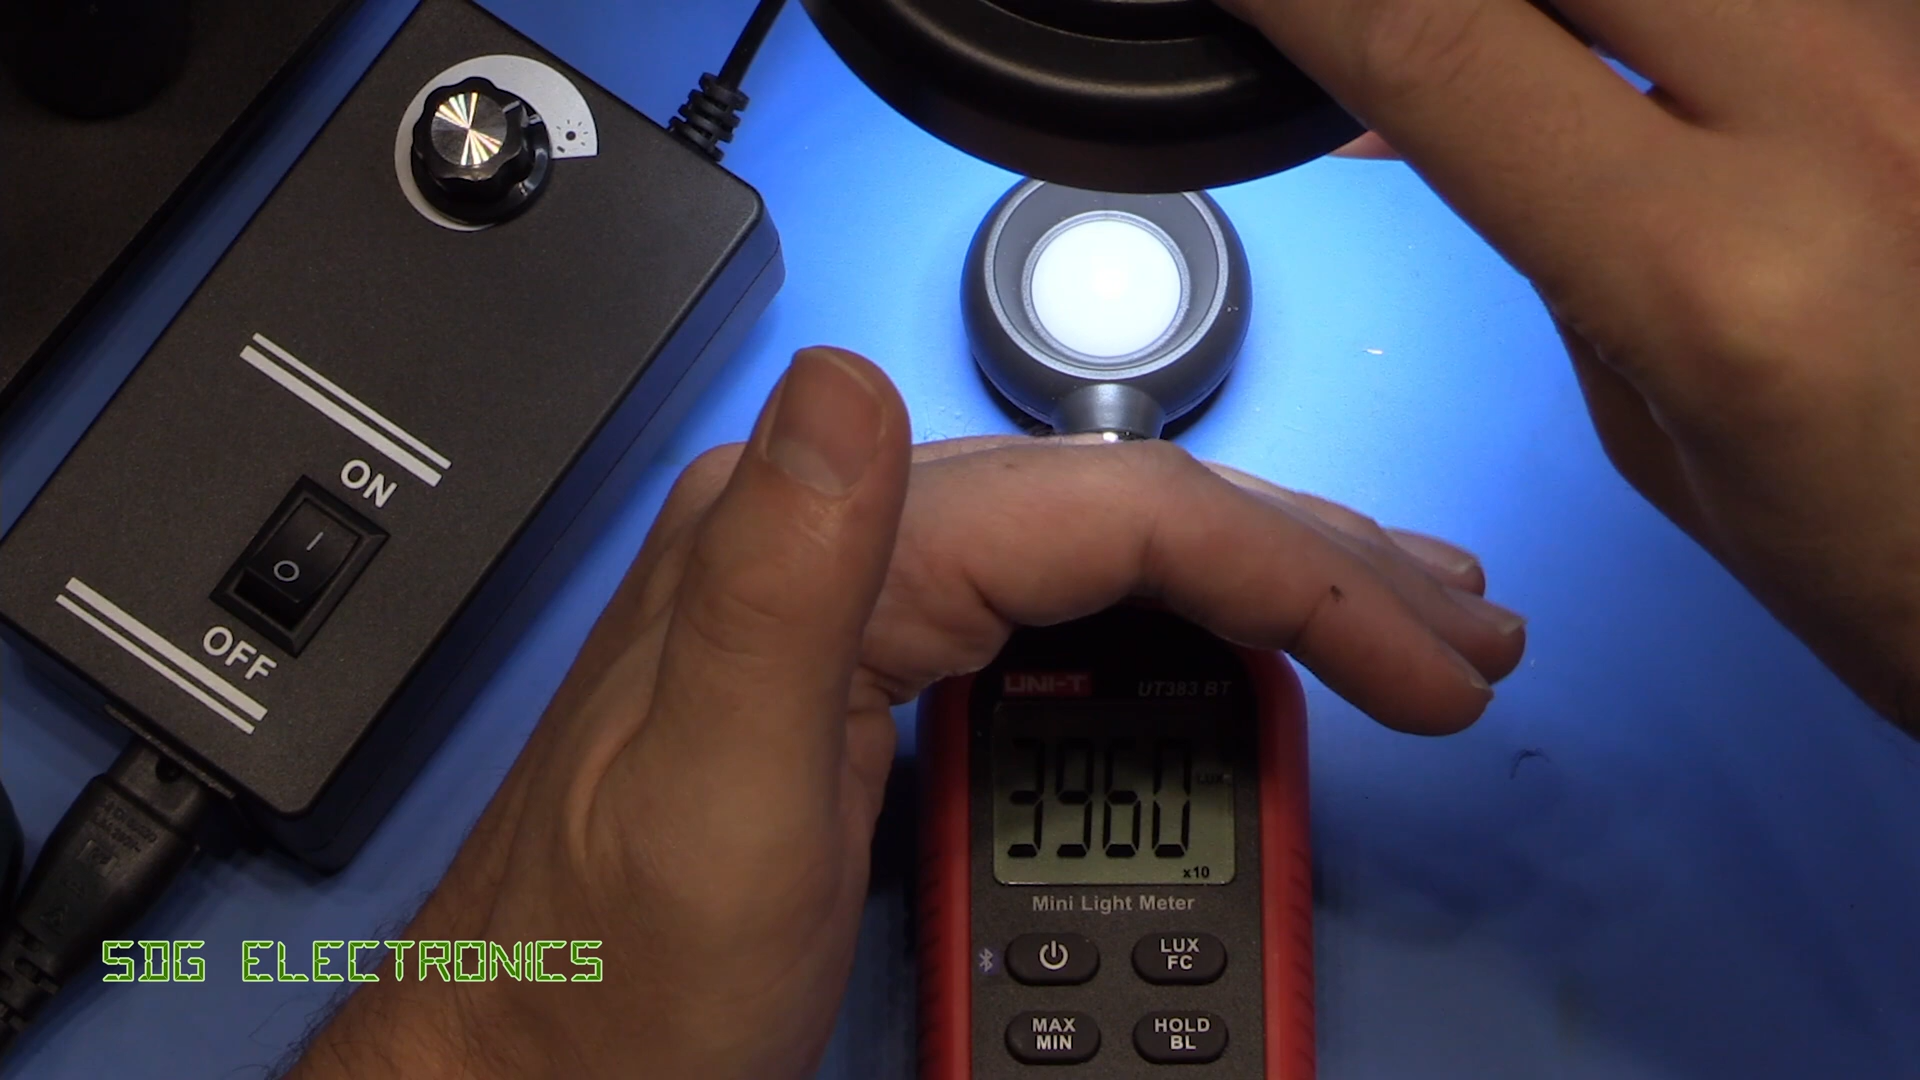 ON
I
O
OFF
UNI-T
UT383 BT
3960
LUX
x10
Mini Light Meter
LUX
FC
MAX
MIN
HOLD
BL
SDG ELECTRONICS